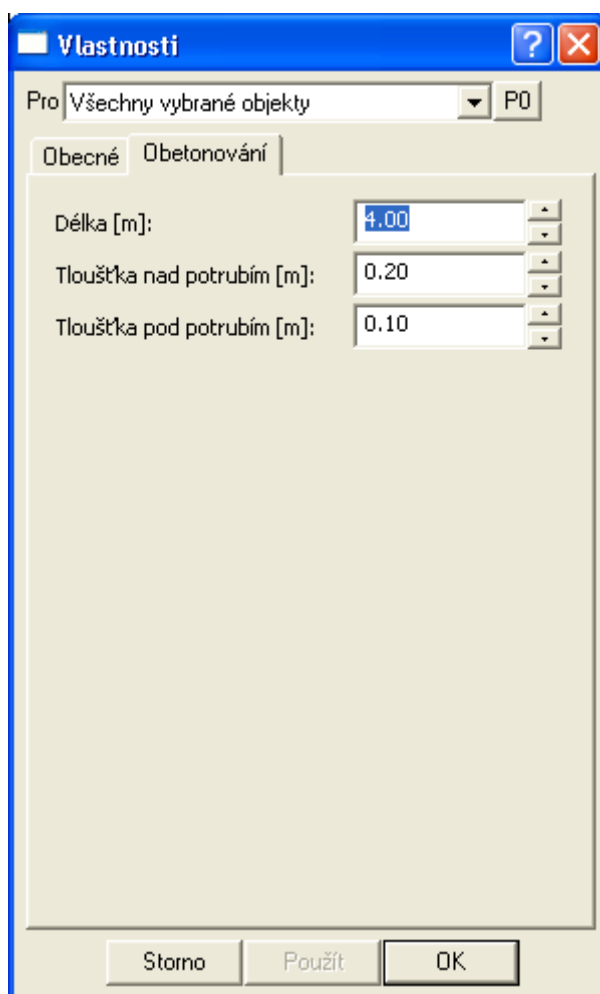 Vlastnosti
Pro Všechny vybrané objekty P0
Obecné Obetonování
Délka [m]: 4.00
Tloušťka nad potrubím [m]: 0.20
Tloušťka pod potrubím [m]: 0.10
Storno Použít OK